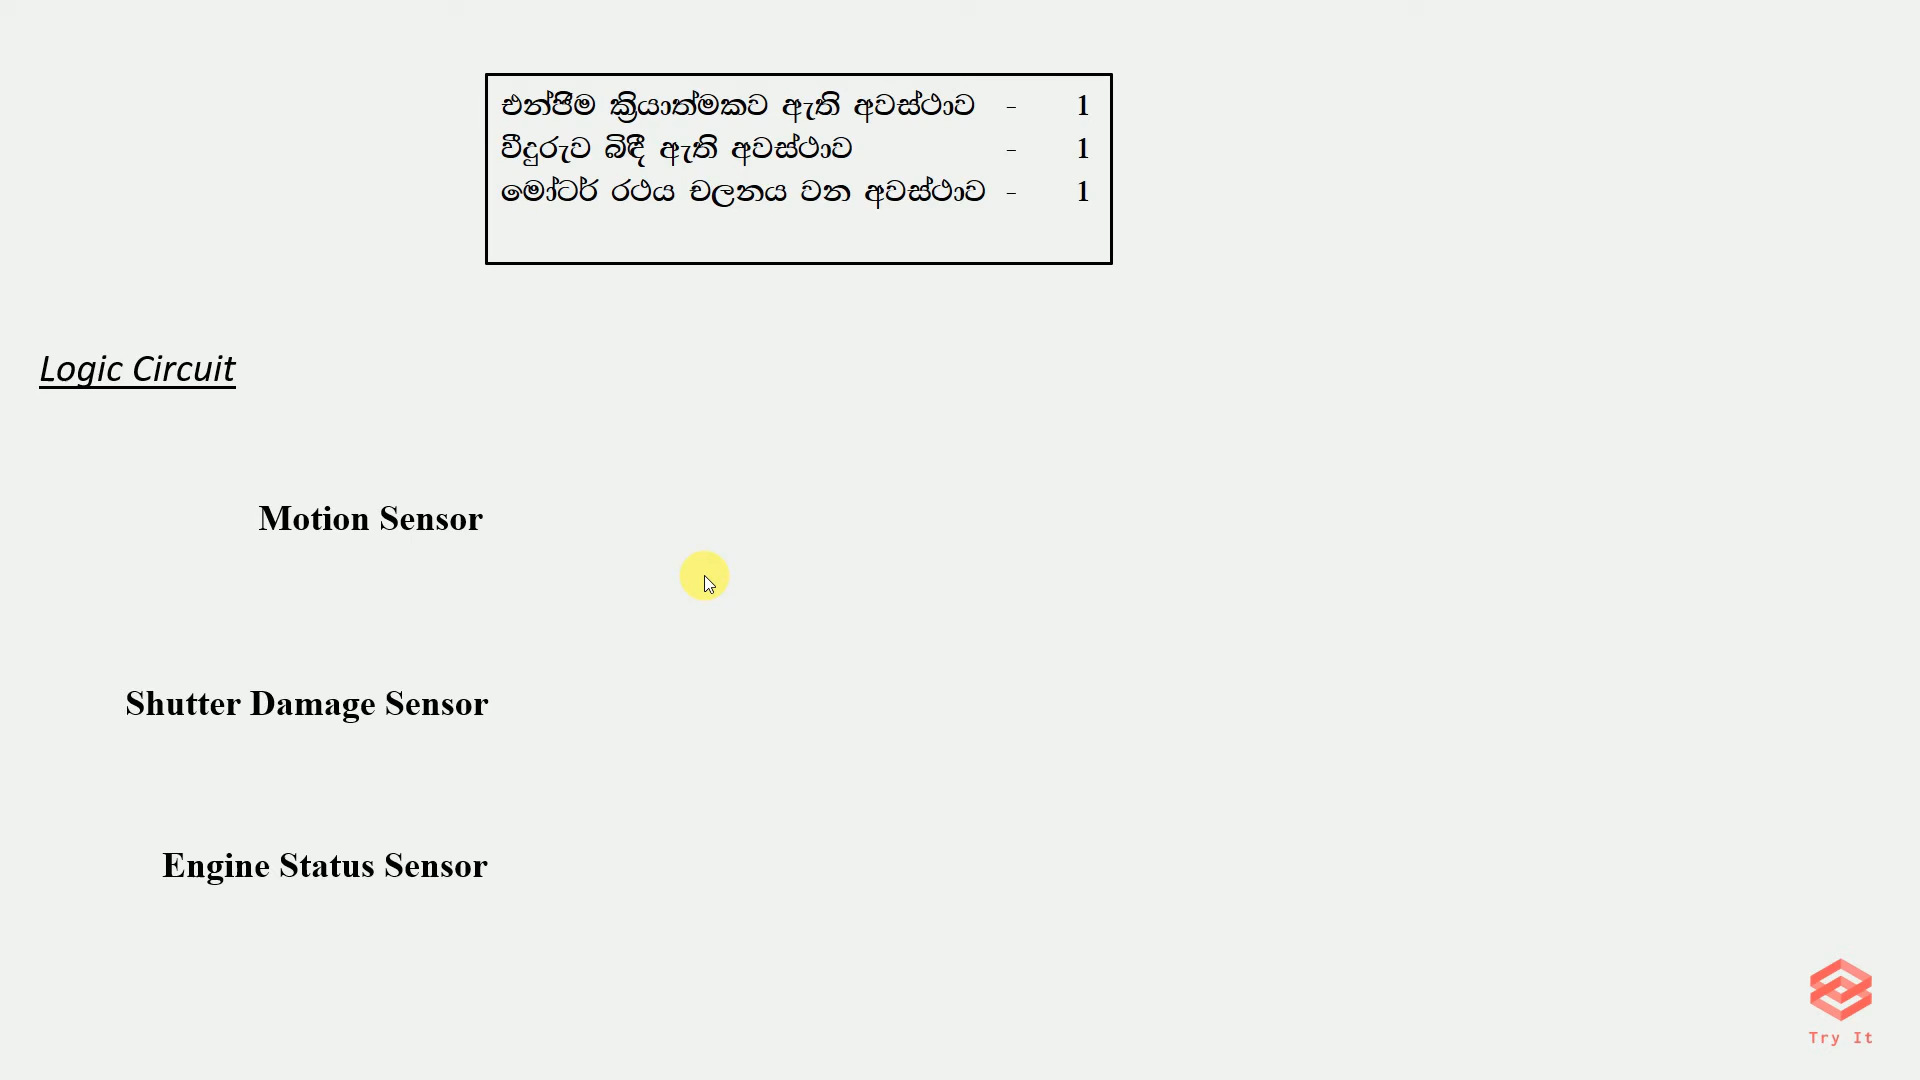 එන්ජිම ක්‍රියාත්මකව ඇති අවස්ථාව - 1
වීදුරුව බිඳී ඇති අවස්ථාව - 1
මෝටර් රථය චලනය වන අවස්ථාව - 1
Logic Circuit
Motion Sensor
Shutter Damage Sensor
Engine Status Sensor
Try It